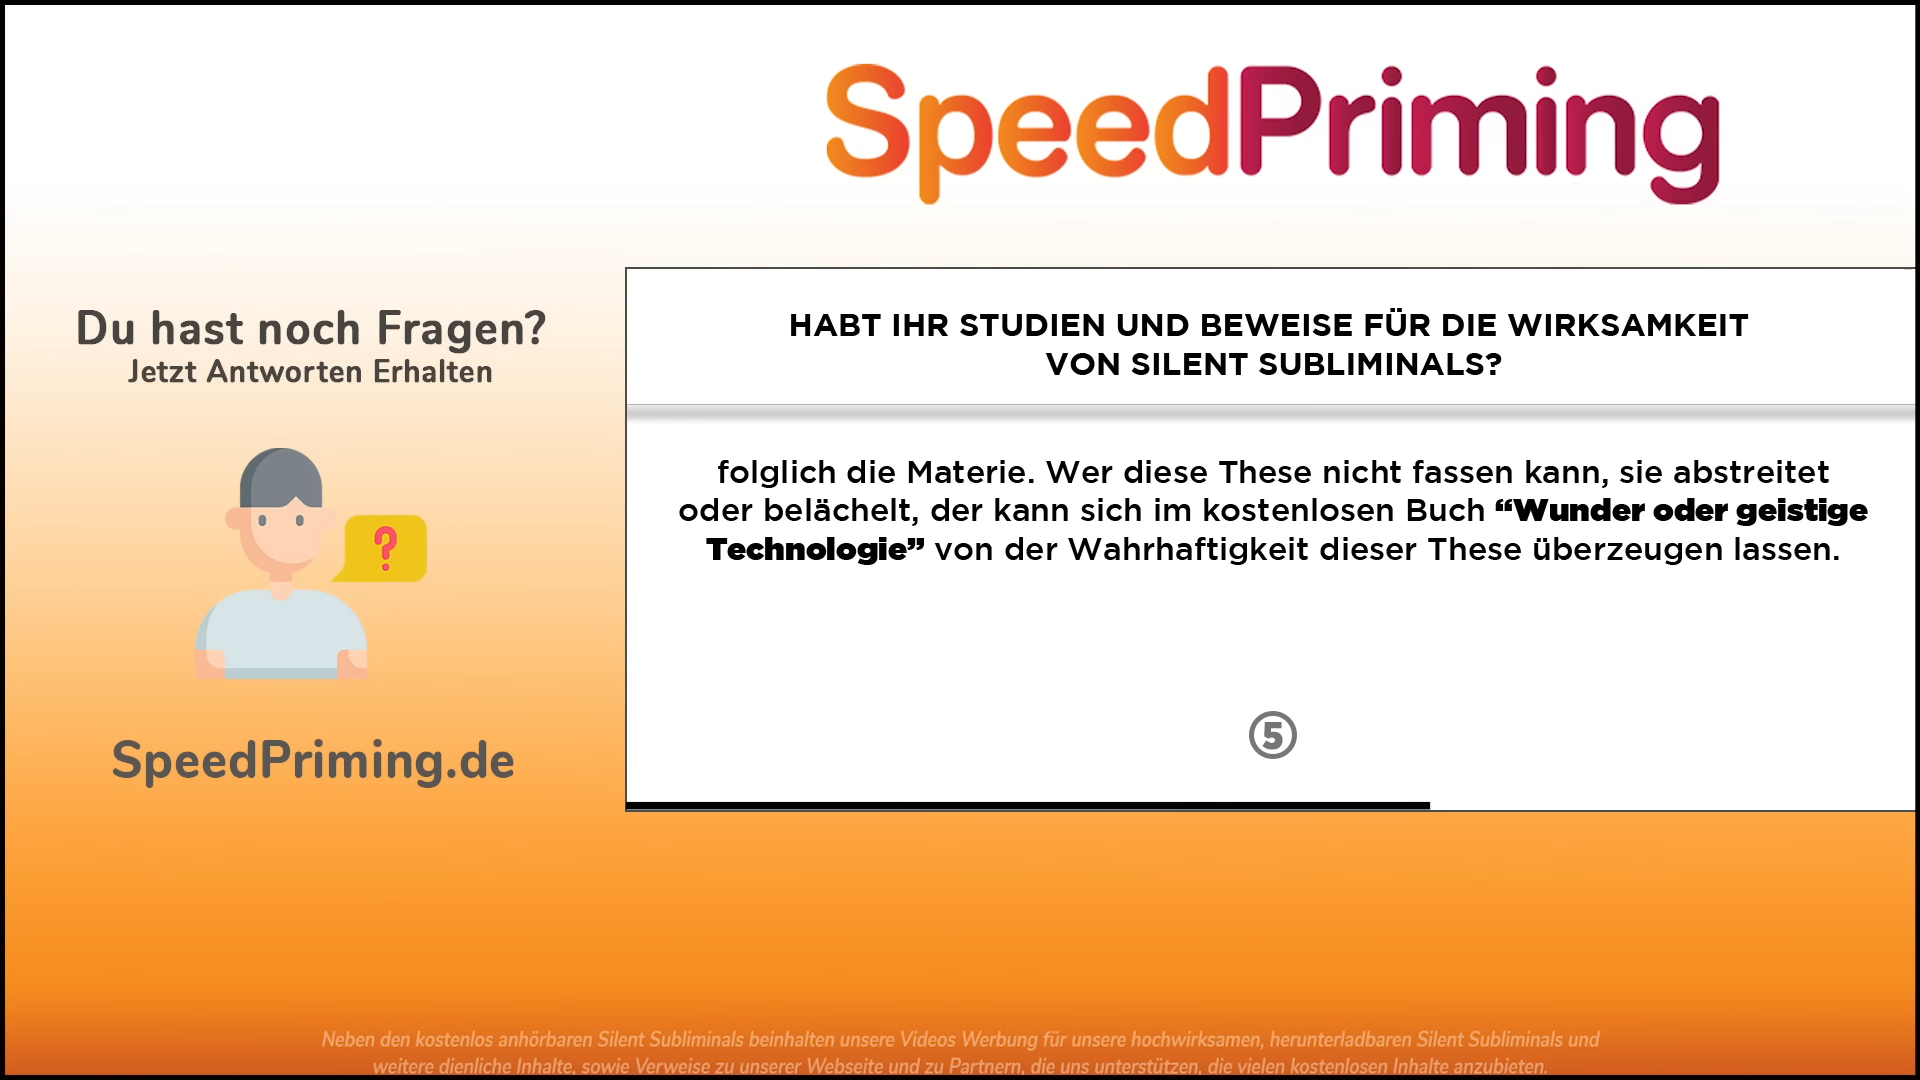 SpeedPriming
Du hast noch Fragen?
Jetzt Antworten Erhalten
?
SpeedPriming.de
HABT IHR STUDIEN UND BEWEISE FÜR DIE WIRKSAMKEIT
VON SILENT SUBLIMINALS?
folglich die Materie. Wer diese These nicht fassen kann, sie abstreitet
oder belächelt, der kann sich im kostenlosen Buch “Wunder oder geistige
Technologie” von der Wahrhaftigkeit dieser These überzeugen lassen.
5
Neben den kostenlos anhörbaren Silent Subliminals beinhalten unsere Videos Werbung für unsere hochwirksamen, herunterladbaren Silent Subliminals und
weitere dienliche Inhalte, sowie Verweise zu unserer Webseite und zu Partnern, die uns unterstützen, die vielen kostenlosen Inhalte anzubieten.